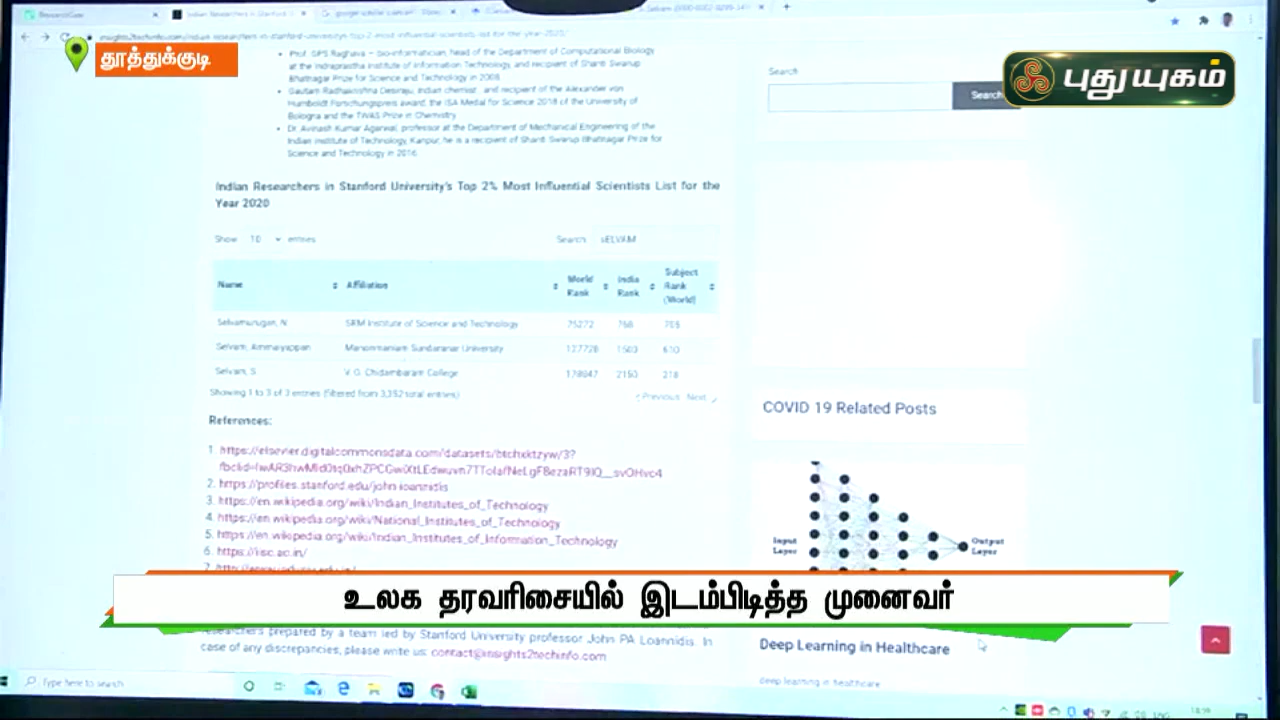 ResearchGate
Indian Researchers in Stanford U
தூத்துக்குடி
புதுயுகம்
Prof. GPS Raghava – bio-informatician, head of the Department of Computational Biology
at the Indraprastha Institute of Information Technology, and recipient of Shanti Swarup
Bhatnagar Prize for Science and Technology in 2008.
Gautam Radhakrishna Desiraju, Indian chemist and recipient of the Alexander von
Humboldt Forschungspreis award, the ISA Medal for Science 2018 of the University of
Bologna and the TWAS Prize in Chemistry.
Dr. Avinash Kumar Agarwal, professor at the Department of Mechanical Engineering of the
Indian Institute of Technology, Kanpur, he is a recipient of Shanti Swarup Bhatnagar Prize for
Science and Technology in 2016.
Search
Search
Indian Researchers in Stanford University's Top 2% Most Influential Scientists List for the
Year 2020
Show 10 entries Search: sELVAM
Name Affiliation World Rank India Rank Subject Rank (World)
Selvamurugan, N. SRM Institute of Science and Technology 75272 768 705
Selvam, Ammaiyappan Manonmaniam Sundaranar University 127728 1503 610
Selvam, S V. O. Chidambaram College 178647 2150 218
Showing 1 to 3 of 3 entries (filtered from 3,352 total entries)
Previous Next
References:
2. https://profiles.stanford.edu/john-ioannidis
3. https://en.wikipedia.org/wiki/Indian_Institutes_of_Technology
4. https://en.wikipedia.org/wiki/National_Institutes_of_Technology
5. https://en.wikipedia.org/wiki/Indian_Institutes_of_Information_Technology
6. https://iisc.ac.in/
COVID 19 Related Posts
Input Layer
Output Layer
உலக தரவரிசையில் இடம்பிடித்த முனைவர்
researchers prepared by a team led by Stanford University professor John PA Loannidis. In
case of any discrepancies, please write us: contact@insights2techinfo.com
Deep Learning in Healthcare
deep learning in healthcare
Type here to search
ENG